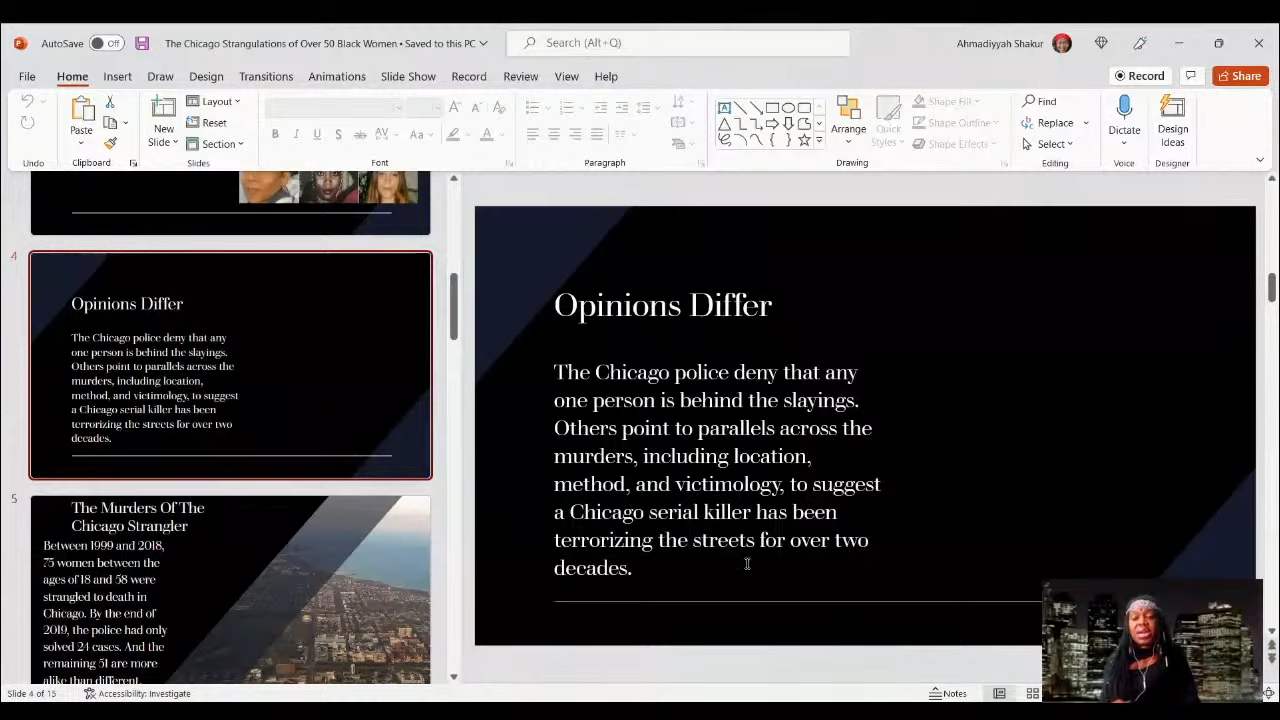 AutoSave Off The Chicago Strangulations of Over 50 Black Women • Saved to this PC Search (Alt+Q) Ahmadiyyah Shakur
File Home Insert Draw Design Transitions Animations Slide Show Record Review View Help Record Share
Paste
Clipboard
New
Slide
Layout
Reset
Section
Slides
Undo
B I U S ab AV Aa A
Font
Paragraph
Arrange
Quick
Styles
Shape Fill
Shape Outline
Shape Effects
Drawing
Find
Replace
Select
Editing
Dictate
Voice
Design
Ideas
Designer
4
Opinions Differ
The Chicago police deny that any
one person is behind the slayings.
Others point to parallels across the
murders, including location,
method, and victimology, to suggest
a Chicago serial killer has been
terrorizing the streets for over two
decades.
5
The Murders Of The
Chicago Strangler
Between 1999 and 2018,
75 women between the
ages of 18 and 58 were
strangled to death in
Chicago. By the end of
2019, the police had only
solved 24 cases. And the
remaining 51 are more
alike than different.
Opinions Differ
The Chicago police deny that any
one person is behind the slayings.
Others point to parallels across the
murders, including location,
method, and victimology, to suggest
a Chicago serial killer has been
terrorizing the streets for over two
decades.
Slide 4 of 15 Accessibility: Investigate Notes